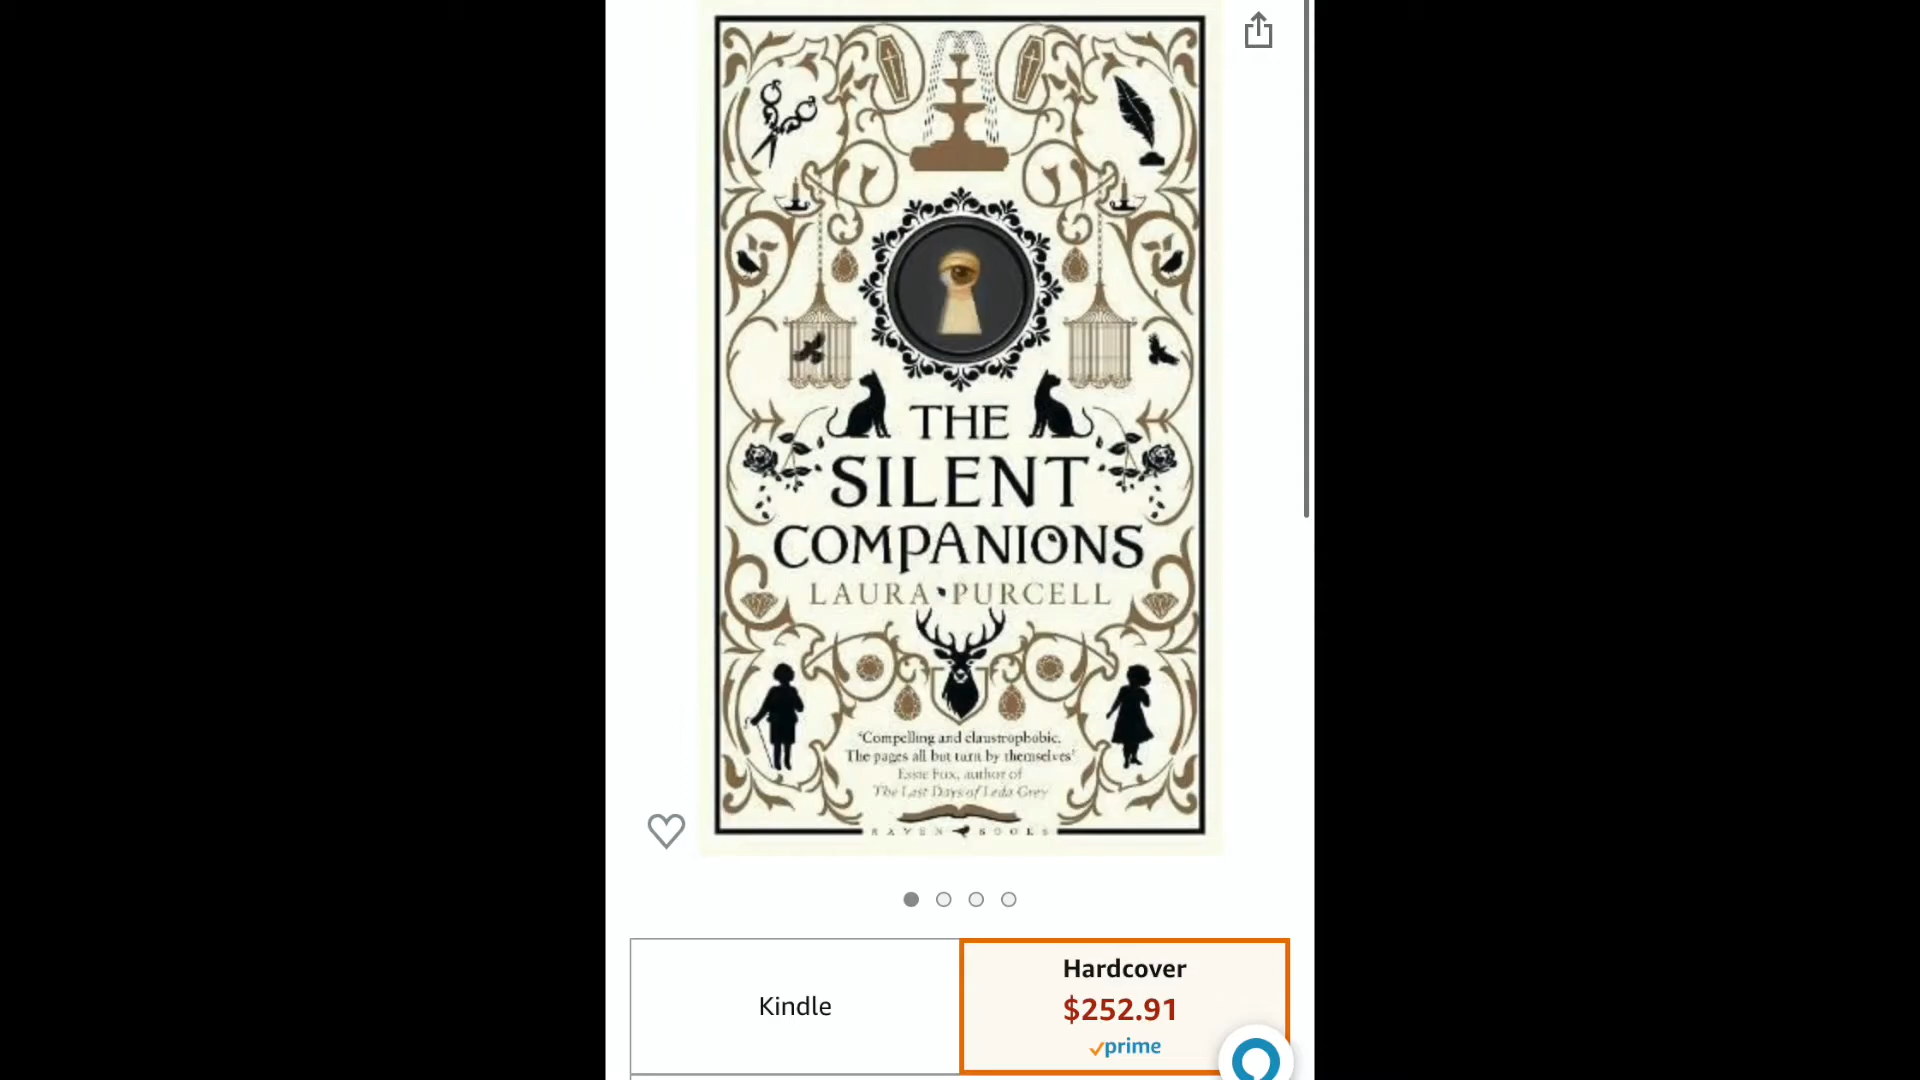 THE
SILENT
COMPANIONS
LAURA PURCELL
‘Compelling and claustrophobic.
The pages all but turn by themselves’
Essie Fox, author of
The Last Days of Leda Grey
RAVEN BOOKS
Kindle
Hardcover
$252.91
prime